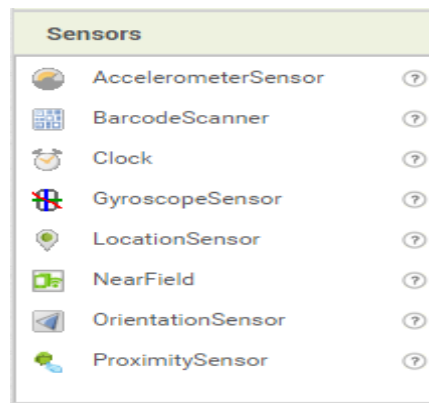 Sensors
AccelerometerSensor
BarcodeScanner
Clock
GyroscopeSensor
LocationSensor
NearField
OrientationSensor
ProximitySensor